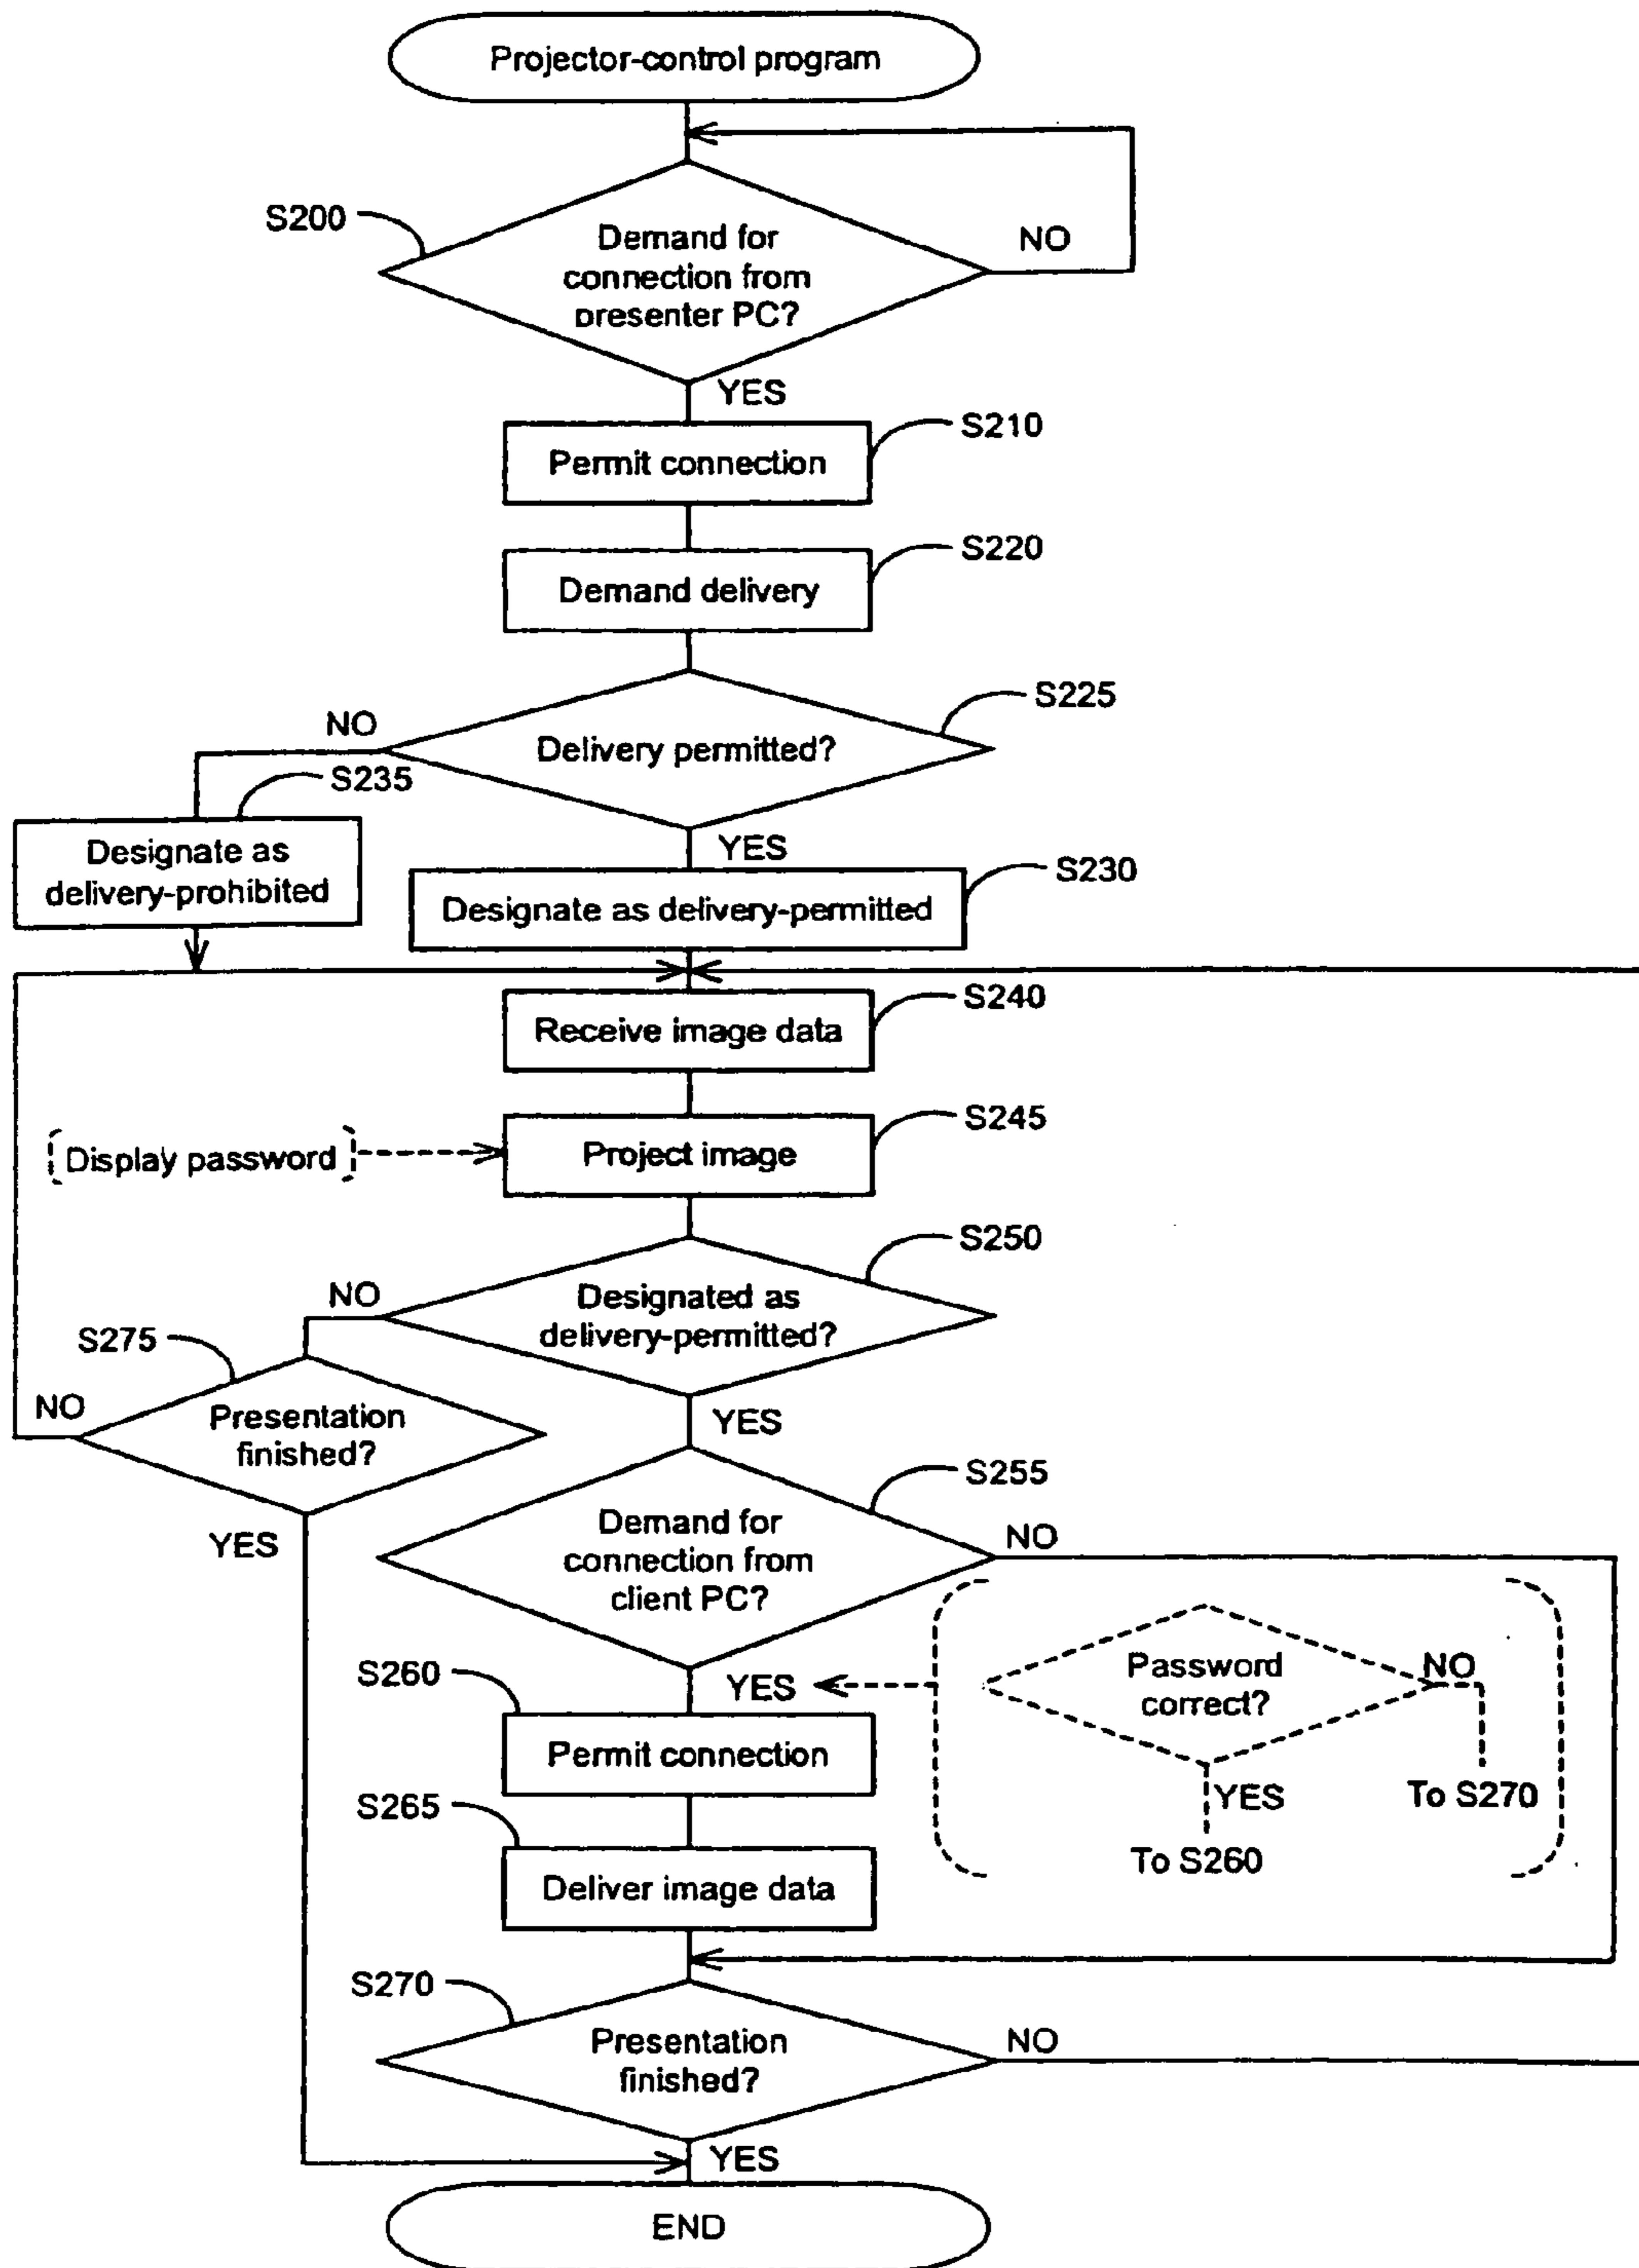 Projector-control program
S200
Demand for
connection from
presenter PC?
NO
YES
S210
Permit connection
S220
Demand delivery
S225
NO
Delivery permitted?
S235
YES
Designate as
delivery-prohibited
S230
Designate as delivery-permitted
S240
Receive image data
S245
Display password
Project image
S250
NO
Designated as
delivery-permitted?
S275
NO
Presentation
finished?
YES
YES
S255
Demand for
connection from
client PC?
NO
S260
YES
Password
correct?
NO
Permit connection
YES
To S270
To S260
S265
Deliver image data
S270
Presentation
finished?
NO
YES
END